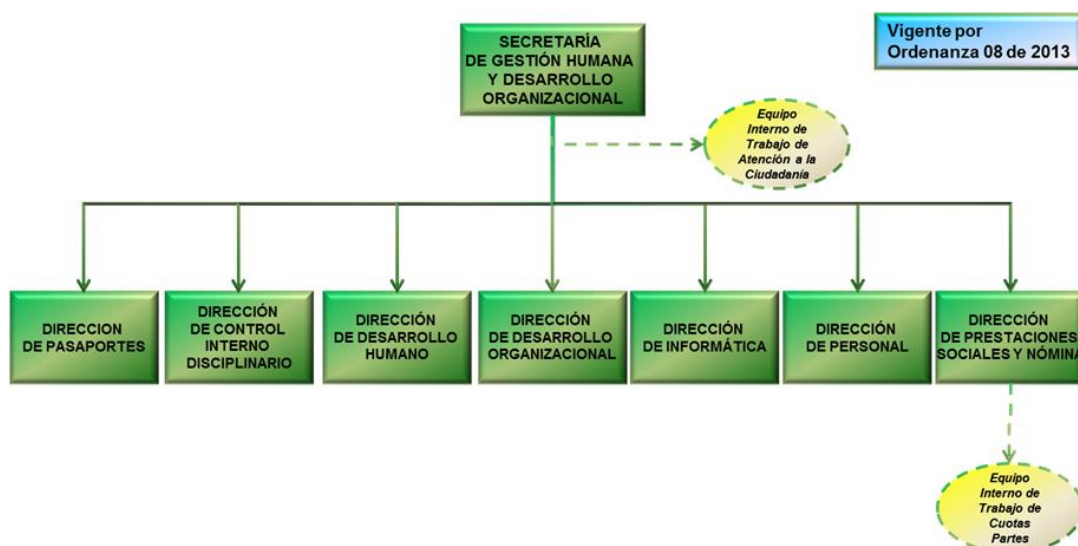 SECRETARÍA
DE GESTIÓN HUMANA
Y DESARROLLO
ORGANIZACIONAL
Vigente por
Ordenanza 08 de 2013
Equipo
Interno de
Trabajo de
Atención a la
Ciudadanía
DIRECCION
DE PASAPORTES
DIRECCIÓN
DE CONTROL
INTERNO
DISCIPLINARIO
DIRECCIÓN
DE DESARROLLO
HUMANO
DIRECCIÓN
DE DESARROLLO
ORGANIZACIONAL
DIRECCIÓN
DE INFORMÁTICA
DIRECCIÓN
DE PERSONAL
DIRECCIÓN
DE PRESTACIONES
SOCIALES Y NÓMINA
Equipo
Interno de
Trabajo de
Cuotas
Partes